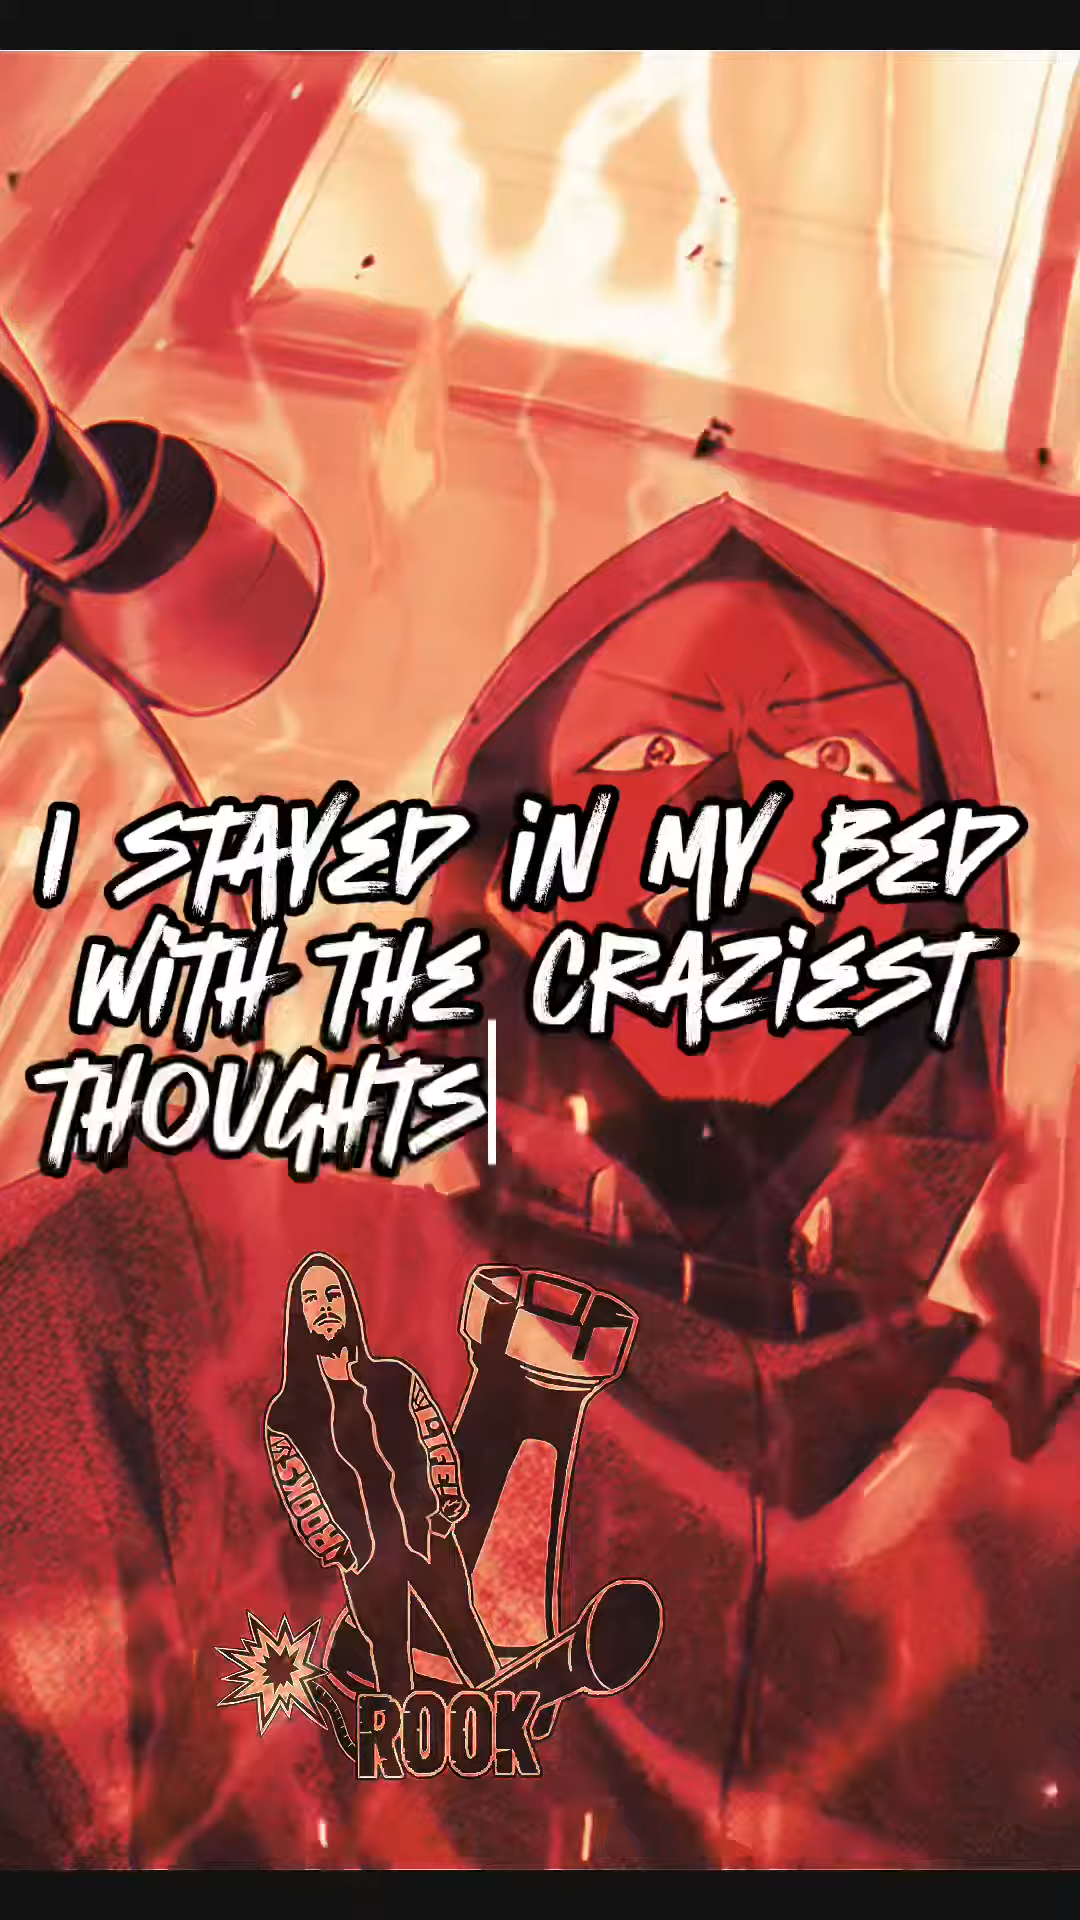 I STAYED IN MY BED
WITH THE CRAZIEST
THOUGHTS
ROOKS
LIFE
ROOK